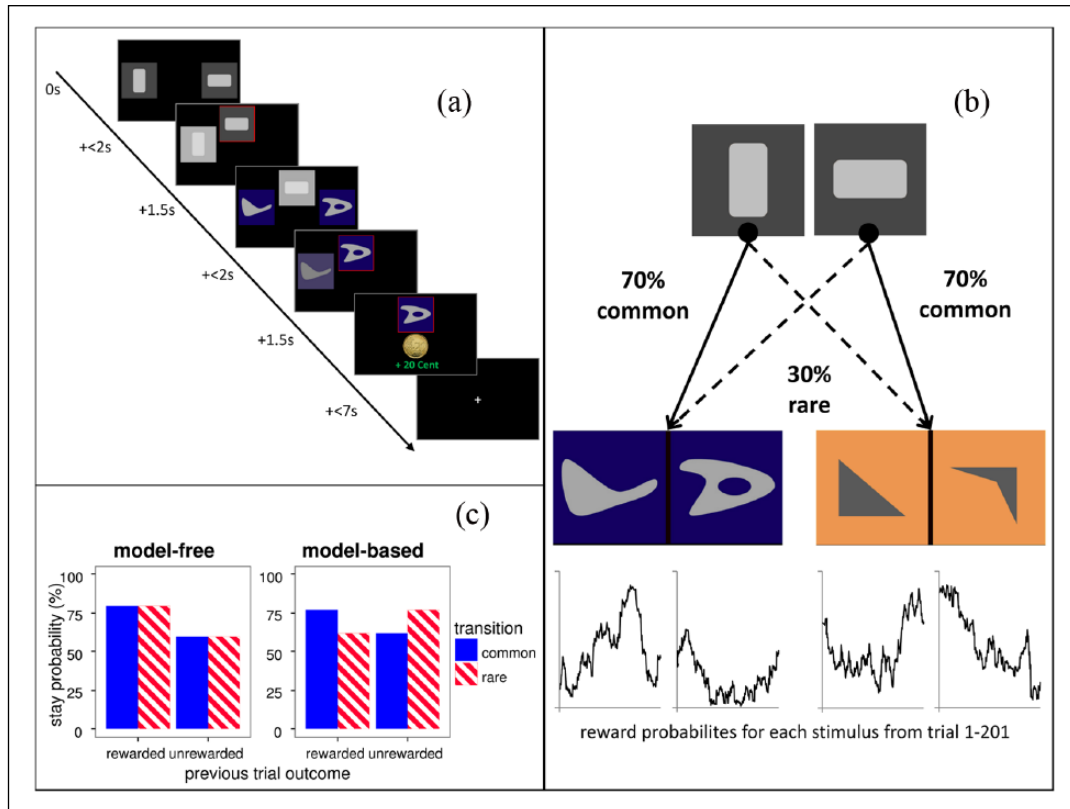 (a)
0s
+<2s
+1.5s
+<2s
+1.5s
+ 20 Cent
+<7s
+
(b)
70%
common
70%
common
30%
rare
reward probabilites for each stimulus from trial 1-201
(c)
model-free
model-based
stay probability (%)
100
75
50
25
0
100
75
50
25
0
transition
common
rare
rewarded unrewarded
rewarded unrewarded
previous trial outcome